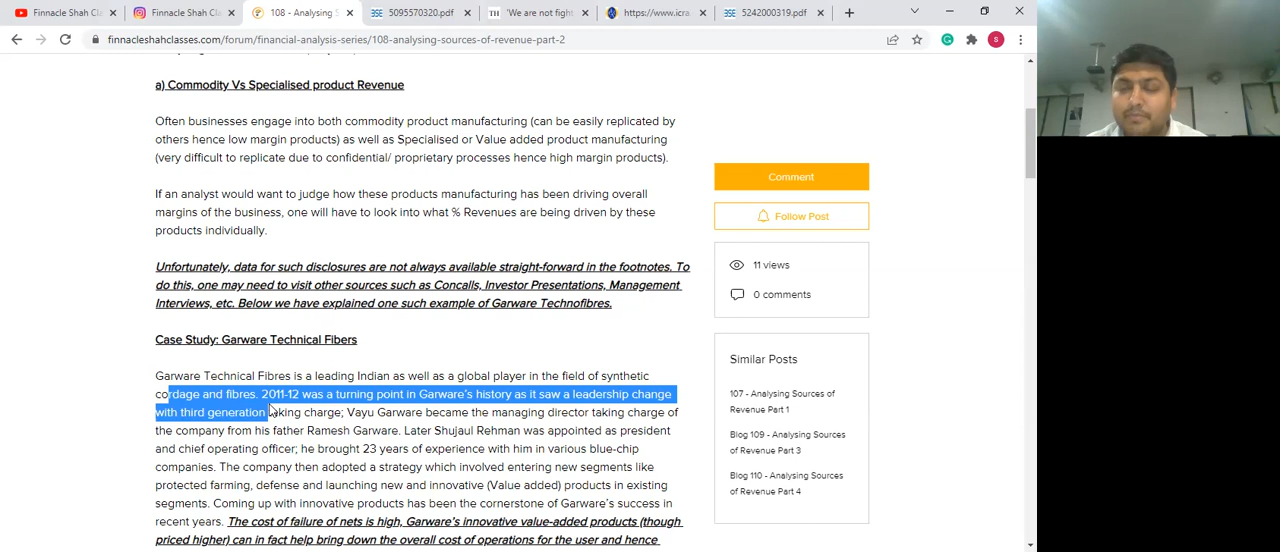 Finnacle Shah Classes -
Finnacle Shah Classes
108 - Analysing S
5095570320.pdf
'We are not fight
https://www.icra
5242000319.pdf
finnacleshahclasses.com/forum/financial-analysis-series/108-analysing-sources-of-revenue-part-2
a) Commodity Vs Specialised product Revenue
Often businesses engage into both commodity product manufacturing (can be easily replicated by
others hence low margin products) as well as Specialised or Value added product manufacturing
(very difficult to replicate due to confidential/ proprietary processes hence high margin products).
If an analyst would want to judge how these products manufacturing has been driving overall
margins of the business, one will have to look into what % Revenues are being driven by these
products individually.
Unfortunately, data for such disclosures are not always available straight-forward in the footnotes. To
do this, one may need to visit other sources such as Concalls, Investor Presentations, Management
Interviews, etc. Below we have explained one such example of Garware Technofibres.
Case Study: Garware Technical Fibers
Garware Technical Fibres is a leading Indian as well as a global player in the field of synthetic
cordage and fibres. 2011-12 was a turning point in Garware's history as it saw a leadership change
with third generation taking charge; Vayu Garware became the managing director taking charge of
the company from his father Ramesh Garware. Later Shujaul Rehman was appointed as president
and chief operating officer; he brought 23 years of experience with him in various blue-chip
companies. The company then adopted a strategy which involved entering new segments like
protected farming, defense and launching new and innovative (Value added) products in existing
segments. Coming up with innovative products has been the cornerstone of Garware's success in
recent years. The cost of failure of nets is high, Garware's innovative value-added products (though
priced higher) can in fact help bring down the overall cost of operations for the user and hence
Comment
Follow Post
11 views
0 comments
Similar Posts
107 - Analysing Sources of
Revenue Part 1
Blog 109 - Analysing Sources
of Revenue Part 3
Blog 110 - Analysing Sources
of Revenue Part 4